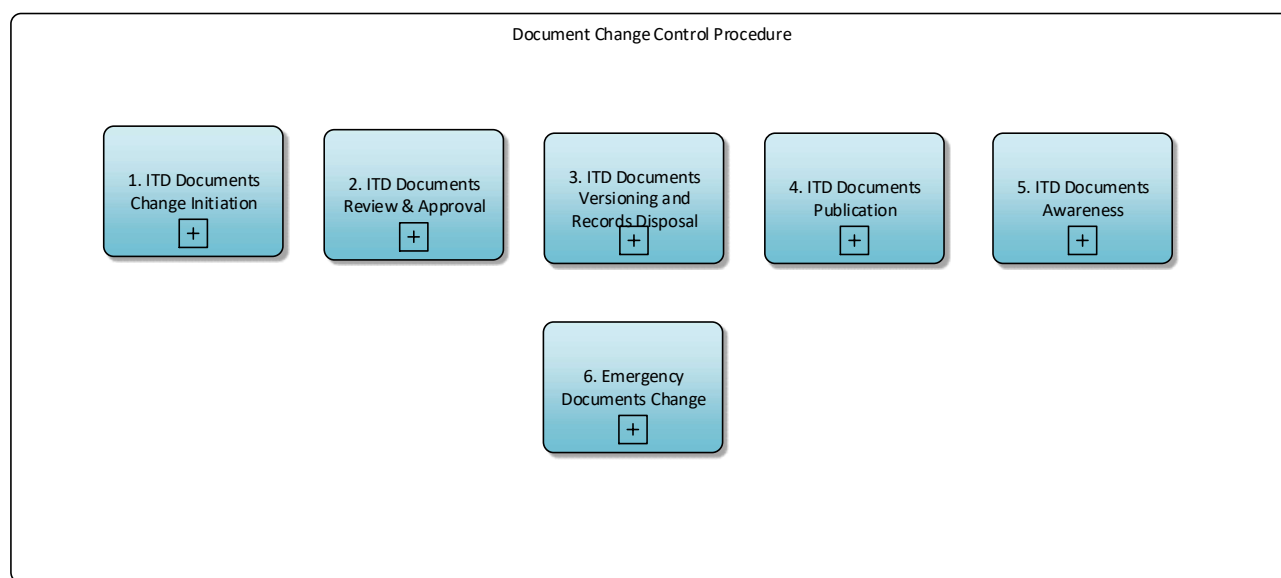 Document Change Control Procedure
1. ITD Documents
Change Initiation
2. ITD Documents
Review & Approval
3. ITD Documents
Versioning and
Records Disposal
4. ITD Documents
Publication
5. ITD Documents
Awareness
6. Emergency
Documents Change